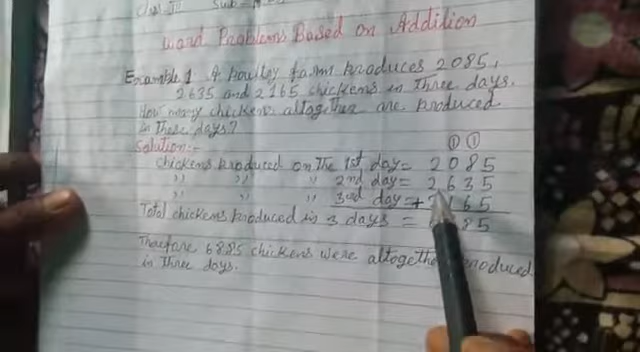 Word Problems Based on Addition
Example 1 A poultry farm produces 2085,
2635 and 2165 chickens in three days.
How many chickens altogether are produced
in these days?
Solution:-
① ①
Chickens produced on the 1st day = 2085
,, ,, ,, 2nd day = 2635
,, ,, ,, 3rd day = + 2165
Total chickens produced in 3 days = 85
Therefore 6885 chickens were altogether produced
in three days.